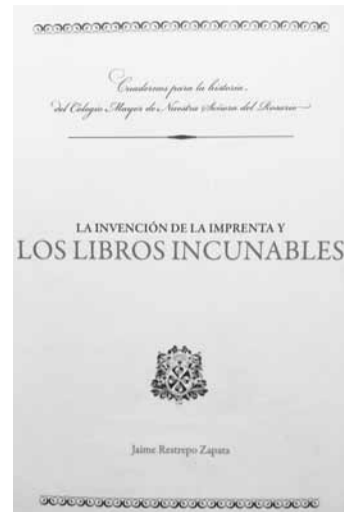 Cuadernos para la historia
del Colegio Mayor de Nuestra Señora del Rosario
LA INVENCIÓN DE LA IMPRENTA Y
LOS LIBROS INCUNABLES
Jaime Restrepo Zapata